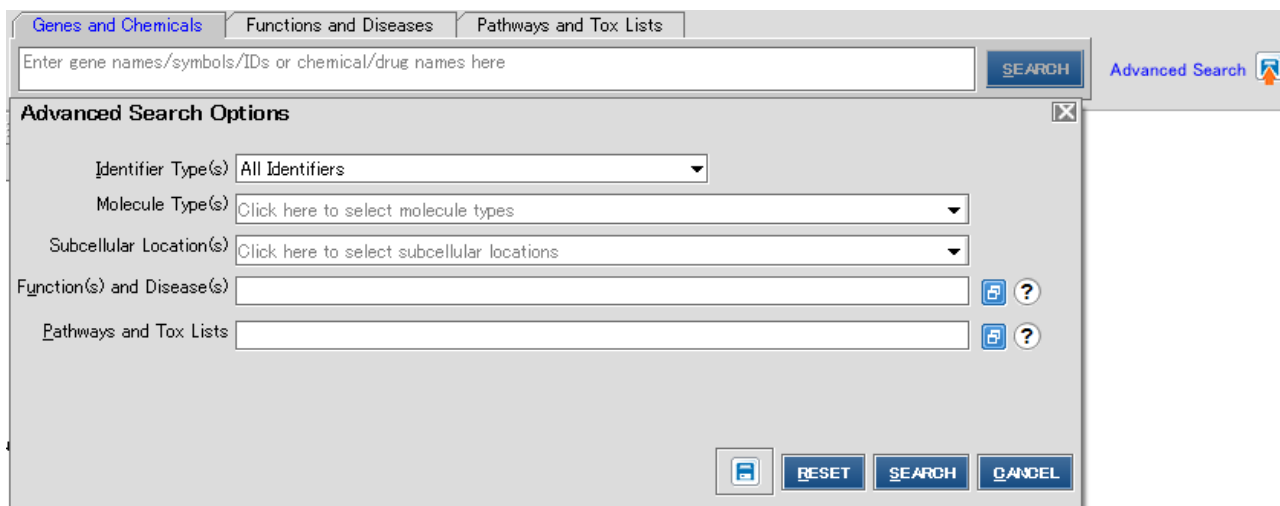 Genes and Chemicals Functions and Diseases Pathways and Tox Lists
Enter gene names/symbols/IDs or chemical/drug names here SEARCH Advanced Search
Advanced Search Options
Identifier Type(s) All Identifiers
Molecule Type(s) Click here to select molecule types
Subcellular Location(s) Click here to select subcellular locations
Function(s) and Disease(s) ?
Pathways and Tox Lists ?
RESET SEARCH CANCEL